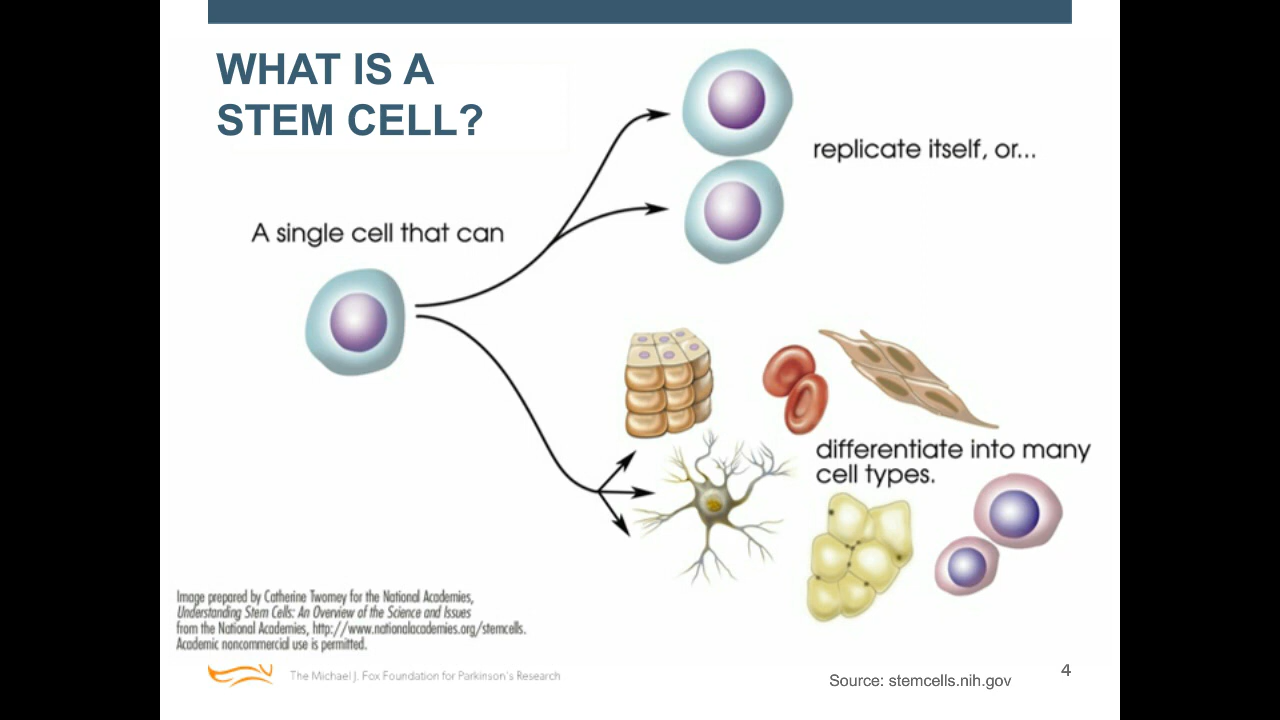 WHAT IS A
STEM CELL?
replicate itself, or...
A single cell that can
differentiate into many
cell types.
Image prepared by Catherine Twomey for the National Academies,
Understanding Stem Cells: An Overview of the Science and Issues
from the National Academies, http://www.nationalacademies.org/stemcells.
Academic noncommercial use is permitted.
The Michael J. Fox Foundation for Parkinson's Research
Source: stemcells.nih.gov
4